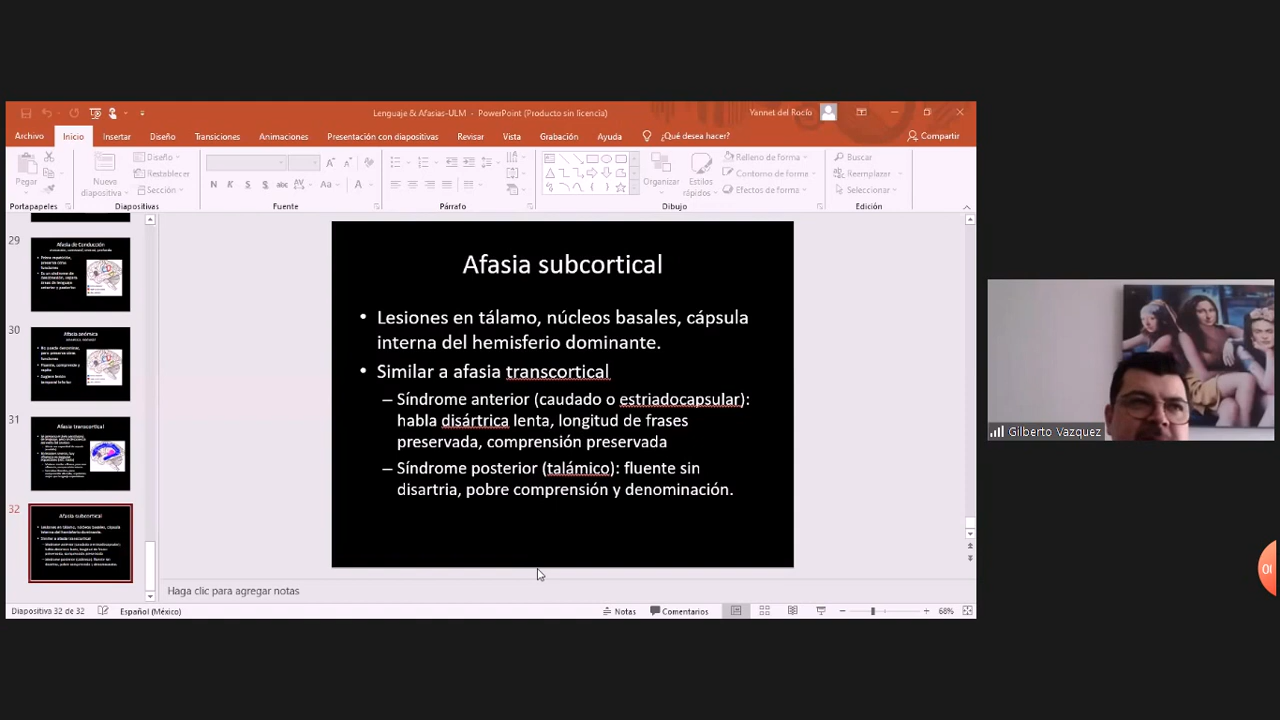 Lenguaje & Afasias-ULM - PowerPoint (Producto sin licencia)
Yannet del Rocío
Archivo Inicio Insertar Diseño Transiciones Animaciones Presentación con diapositivas Revisar Vista Grabación Ayuda ¿Qué desea hacer? Compartir
Pegar
Nueva
diapositiva
Diseño
Restablecer
Sección
N K S S abc AV Aa A
Organizar
Estilos
rápidos
Relleno de forma
Contorno de forma
Efectos de forma
Buscar
Reemplazar
Seleccionar
Portapapeles Diapositivas Fuente Párrafo Dibujo Edición
29
Afasia de Conducción
30
Afasia anómica
31
Afasia transcortical
32
Afasia subcortical
Afasia subcortical
• Lesiones en tálamo, núcleos basales, cápsula
interna del hemisferio dominante.
• Similar a afasia transcortical
– Síndrome anterior (caudado o estriadocapsular):
habla disártrica lenta, longitud de frases
preservada, comprensión preservada
– Síndrome posterior (talámico): fluente sin
disartria, pobre comprensión y denominación.
Haga clic para agregar notas
Diapositiva 32 de 32 Español (México) Notas Comentarios 68%
Gilberto Vazquez